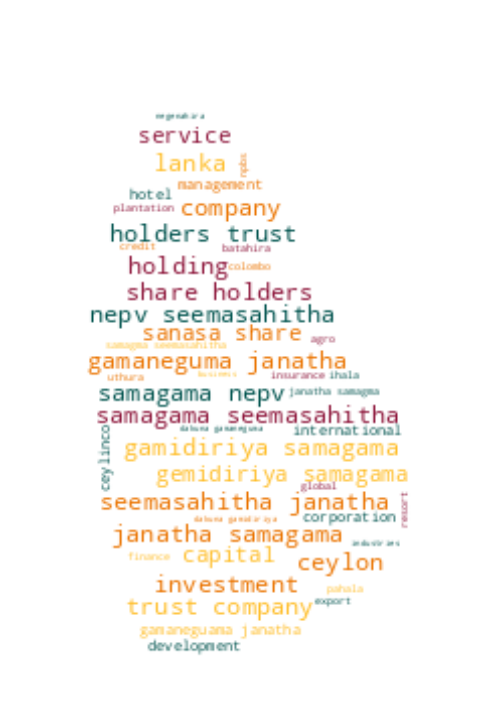 negenahira
service
lanka
npbs
management
hotel
plantation company
holders trust
credit
batahira
holding
colombo
share holders
nepv seemasahitha
sanasa share
agro
samagma seemasahitha
gamaneguma janatha
business
uthura
insurance
ihala
samagama nepv
janatha samagma
samagama seemasahitha
dakuna gamaneguma
international
ceylinco
gamidiriya samagama
gemidiriya samagama
global
seemasahitha janatha
resort
dakuna gamidiriya
corporation
janatha samagama
industries
finance
capital
ceylon
investment
pahala
trust company
export
gamaneguama janatha
development